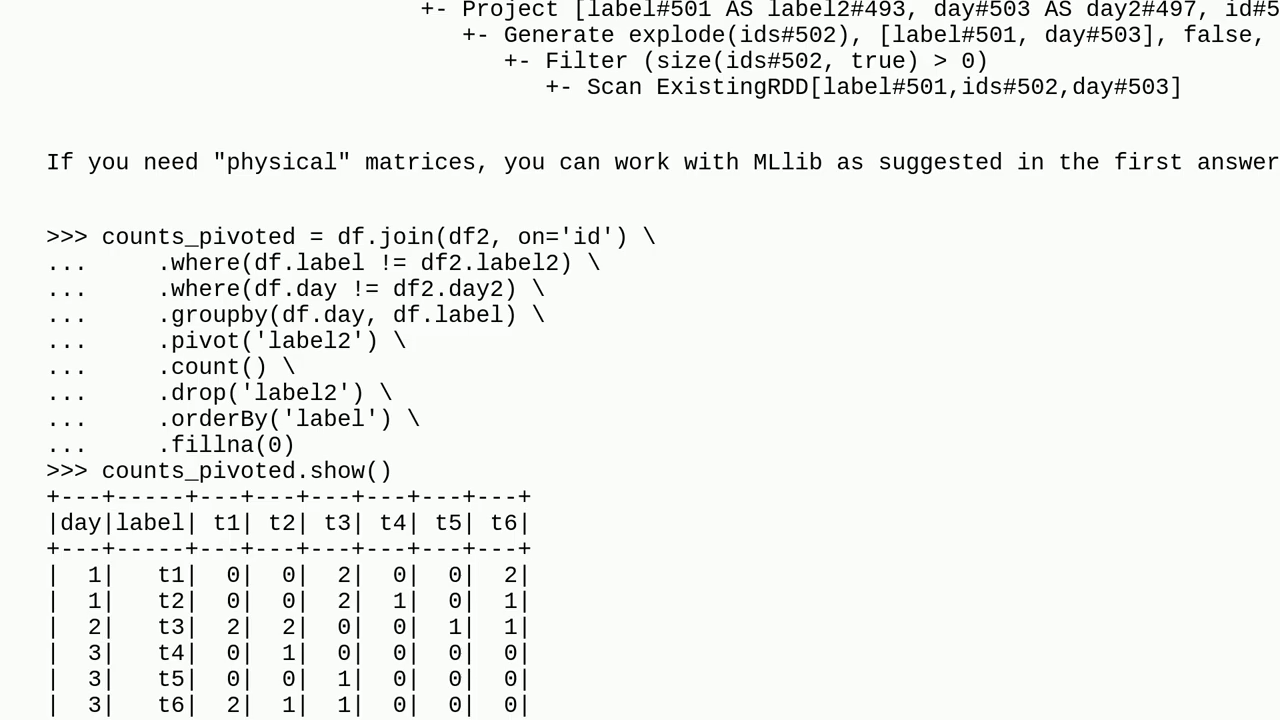 +- Project [label#501 AS label2#493, day#503 AS day2#497, id#5
+- Generate explode(ids#502), [label#501, day#503], false,
+- Filter (size(ids#502, true) > 0)
+- Scan ExistingRDD[label#501,ids#502,day#503]
If you need "physical" matrices, you can work with MLlib as suggested in the first answer
>>> counts_pivoted = df.join(df2, on='id') \
...     .where(df.label != df2.label2) \
...     .where(df.day != df2.day2) \
...     .groupby(df.day, df.label) \
...     .pivot('label2') \
...     .count() \
...     .drop('label2') \
...     .orderBy('label') \
...     .fillna(0)
>>> counts_pivoted.show()
+---+-----+---+---+---+---+---+---+
|day|label| t1| t2| t3| t4| t5| t6|
+---+-----+---+---+---+---+---+---+
|  1|   t1|  0|  0|  2|  0|  0|  2|
|  1|   t2|  0|  0|  2|  1|  0|  1|
|  2|   t3|  2|  2|  0|  0|  1|  1|
|  3|   t4|  0|  1|  0|  0|  0|  0|
|  3|   t5|  0|  0|  1|  0|  0|  0|
|  3|   t6|  2|  1|  1|  0|  0|  0|